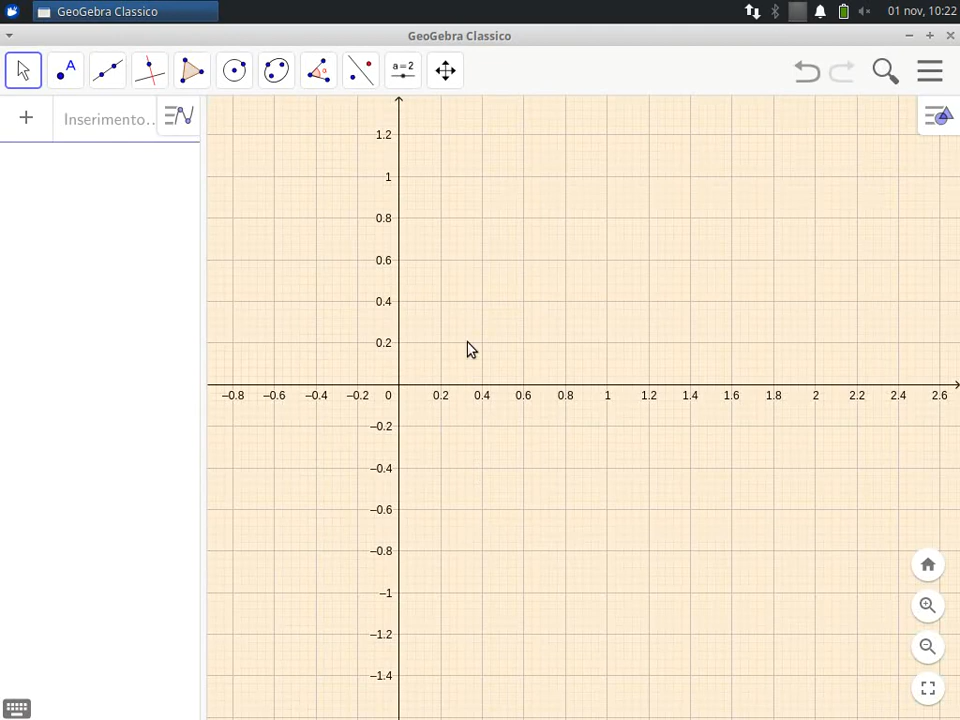 GeoGebra Classico
01 nov, 10:22
GeoGebra Classico
A
α
a=2
+ Inserimento…
1.2
1
0.8
0.6
0.4
0.2
–0.8 –0.6 –0.4 –0.2 0 0.2 0.4 0.6 0.8 1 1.2 1.4 1.6 1.8 2 2.2 2.4 2.6
–0.2
–0.4
–0.6
–0.8
–1
–1.2
–1.4